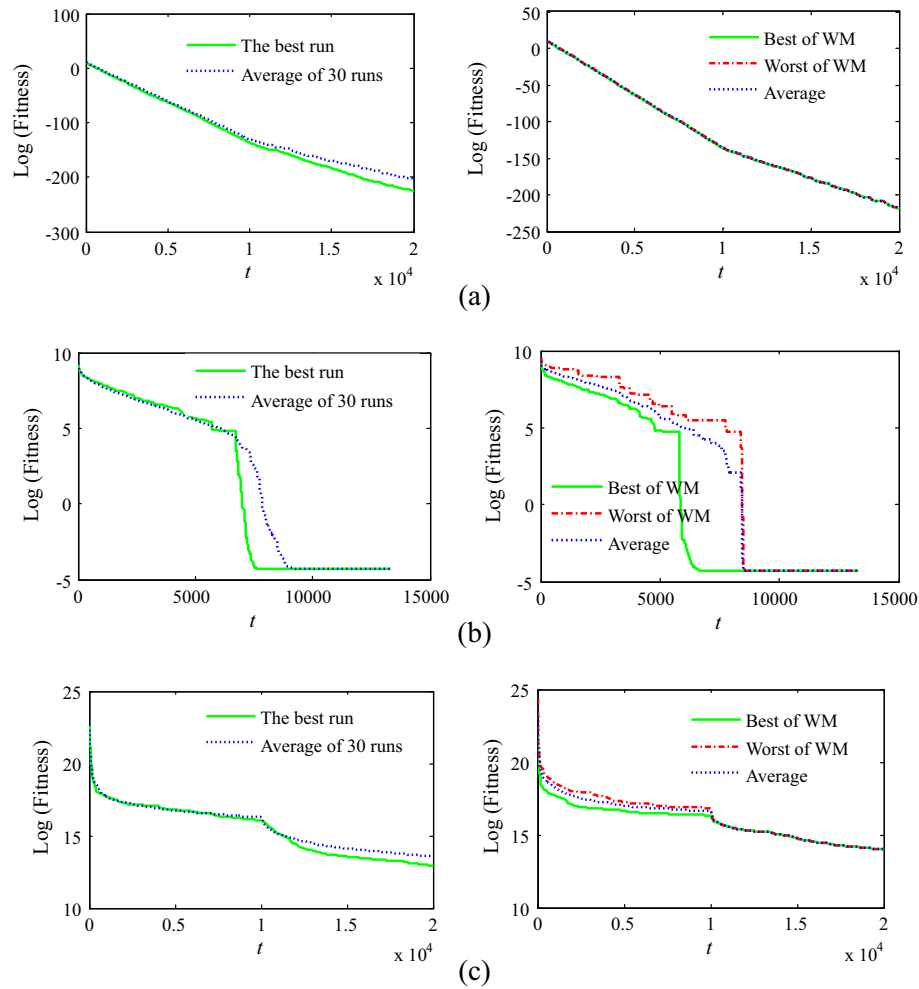 100
0
-100
-200
-300
Log (Fitness)
The best run
Average of 30 runs
0
0.5
1
1.5
2
t
x 10^4
50
0
-50
-100
-150
-200
-250
Log (Fitness)
Best of WM
Worst of WM
Average
0
0.5
1
1.5
2
t
x 10^4
(a)
10
5
0
-5
Log (Fitness)
The best run
Average of 30 runs
0
5000
10000
15000
t
10
5
0
-5
Log (Fitness)
Best of WM
Worst of WM
Average
0
5000
10000
15000
t
(b)
25
20
15
10
Log (Fitness)
The best run
Average of 30 runs
0
0.5
1
1.5
2
t
x 10^4
25
20
15
10
Log (Fitness)
Best of WM
Worst of WM
Average
0
0.5
1
1.5
2
t
x 10^4
(c)